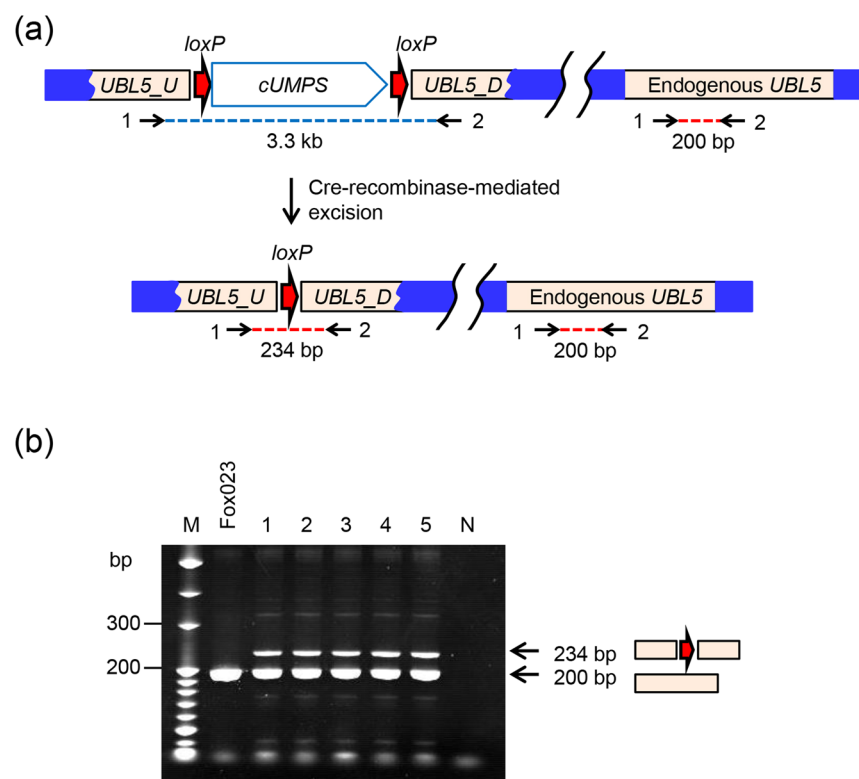 (a)
loxP loxP
UBL5_U cUMPS UBL5_D Endogenous UBL5
1 2 1 2
3.3 kb 200 bp
Cre-recombinase-mediated
excision
loxP
UBL5_U UBL5_D Endogenous UBL5
1 2 1 2
234 bp 200 bp
(b)
M Fox023 1 2 3 4 5 N
bp
300
200
234 bp
200 bp